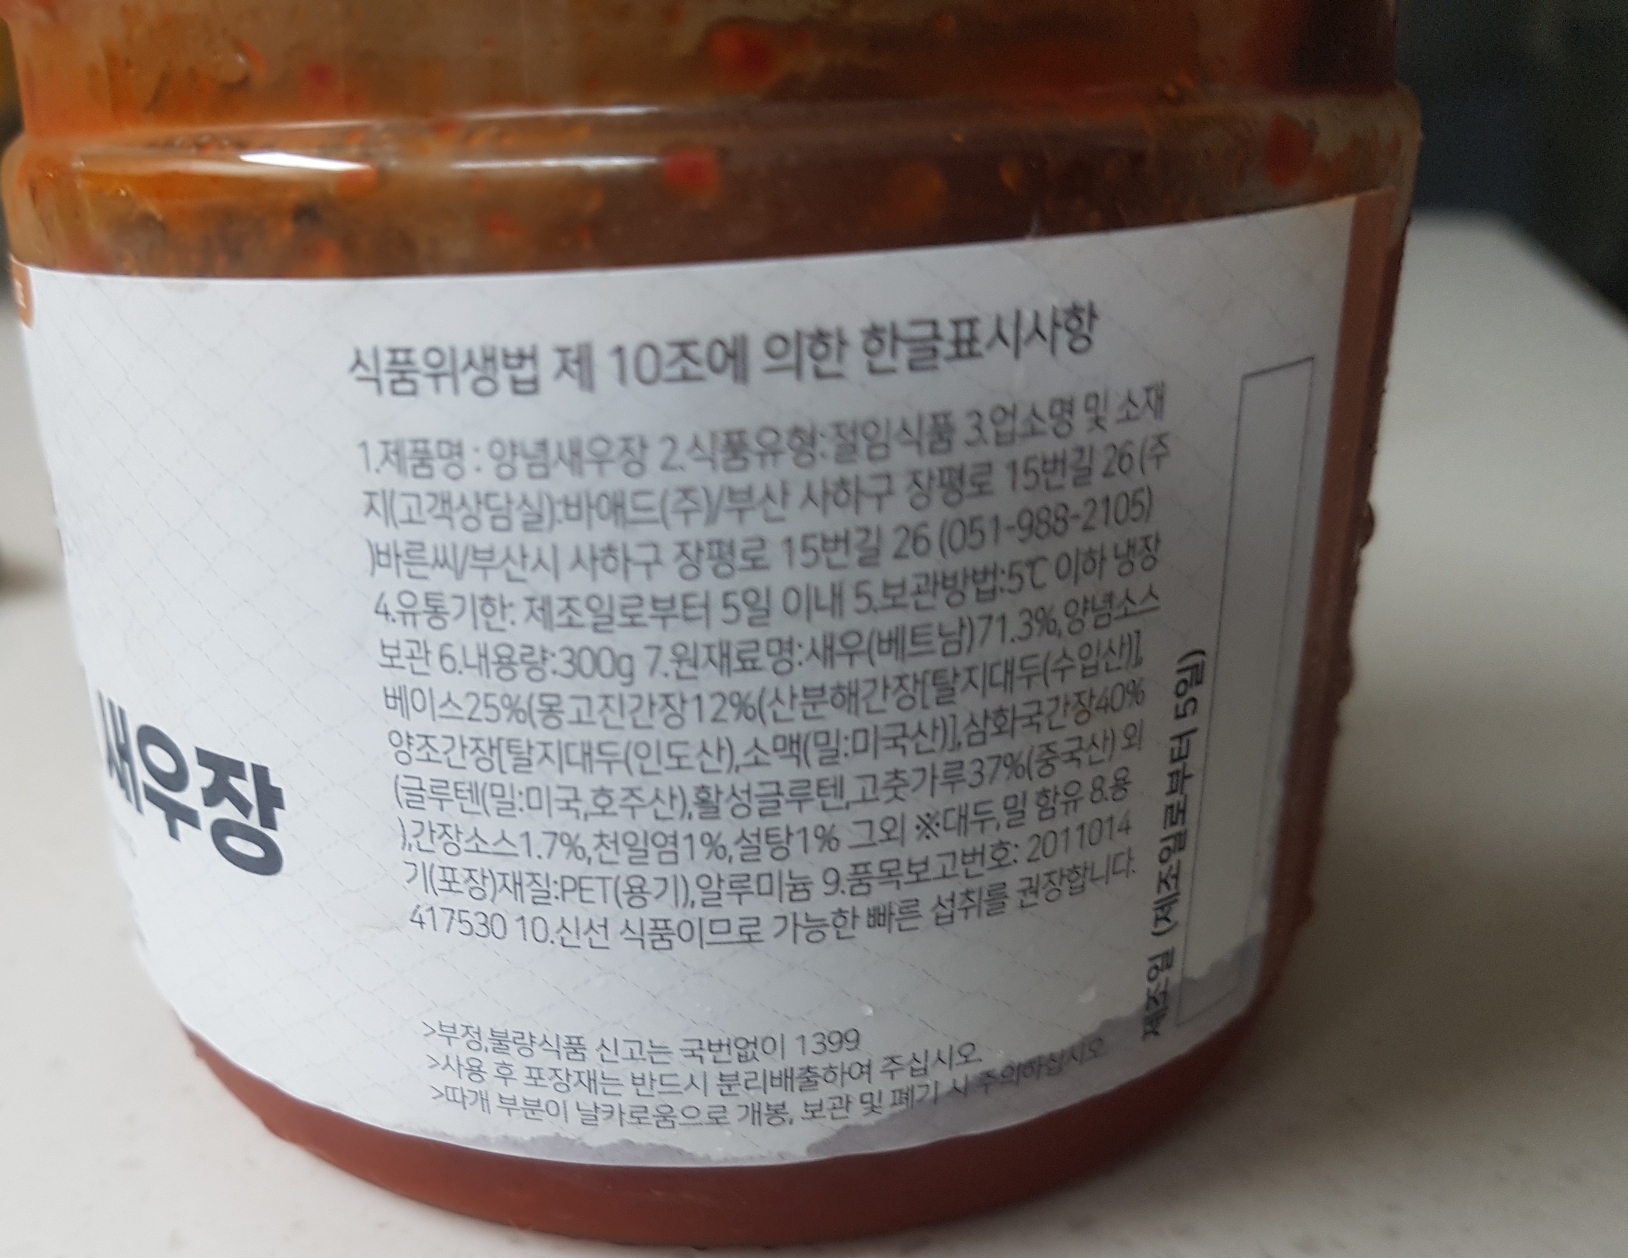 새우장
식품위생법 제 10조에 의한 한글표시사항
1.제품명 : 양념새우장 2.식품유형:절임식품 3.업소명 및 소재
지(고객상담실):바애드(주)/부산 사하구 장평로 15번길 26 (주
)바른씨/부산시 사하구 장평로 15번길 26 (051-988-2105)
4.유통기한: 제조일로부터 5일 이내 5.보관방법:5℃ 이하 냉장
보관 6.내용량:300g 7.원재료명:새우(베트남)71.3%,양념소스
베이스25%(몽고진간장12%(산분해간장[탈지대두(수입산)],
양조간장[탈지대두(인도산),소맥(밀:미국산)],삼화국간장40%
(글루텐(밀:미국,호주산),활성글루텐,고춧가루37%(중국산) 외
),간장소스1.7%,천일염1%,설탕1% 그외 ※대두,밀 함유 8.용
기(포장)재질:PET(용기),알루미늄 9.품목보고번호: 2011014
417530 10.신선 식품이므로 가능한 빠른 섭취를 권장합니다.
>부정,불량식품 신고는 국번없이 1399
>사용 후 포장재는 반드시 분리배출하여 주십시오.
>따개 부분이 날카로움으로 개봉, 보관 및 폐기 시 주의하십시오.
제조일 (제조일로부터 5일)